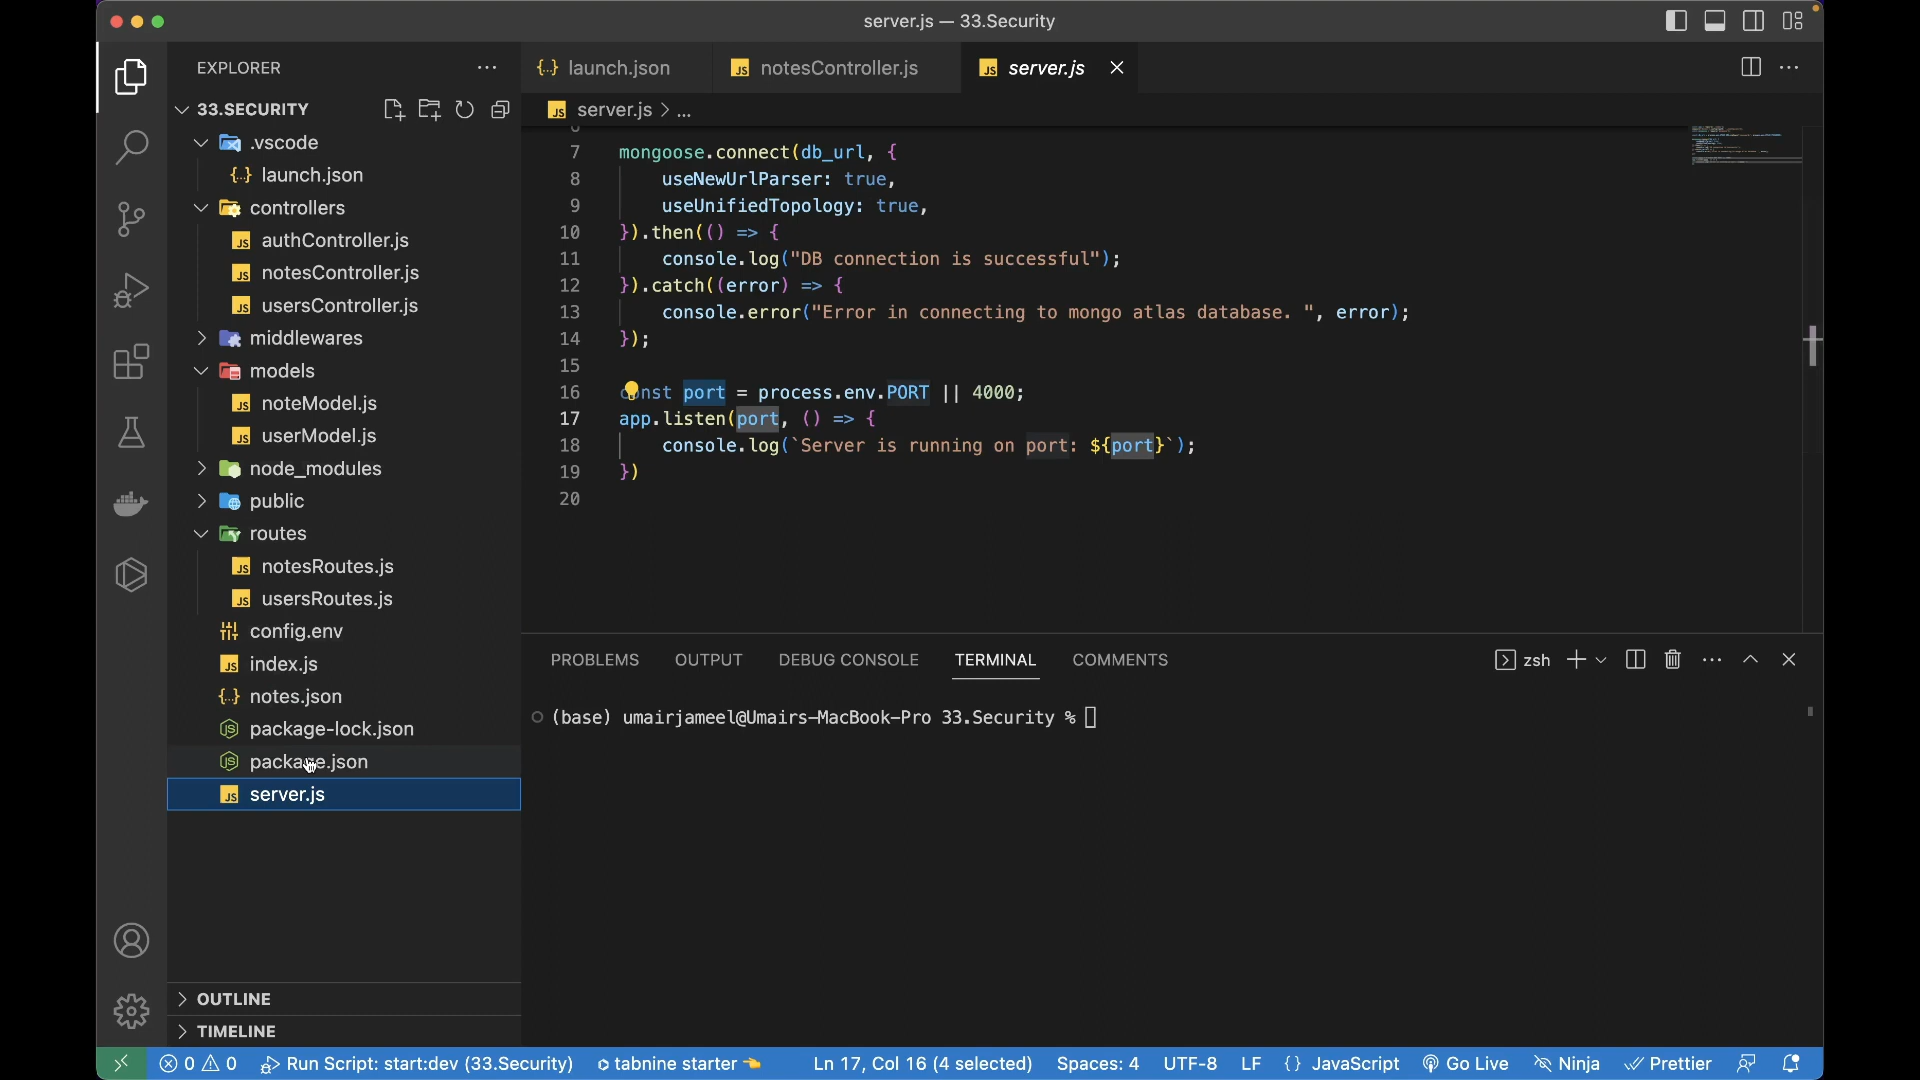 server.js — 33.Security
EXPLORER
33.SECURITY
.vscode
launch.json
controllers
authController.js
notesController.js
usersController.js
middlewares
models
noteModel.js
userModel.js
node_modules
public
routes
notesRoutes.js
usersRoutes.js
config.env
index.js
notes.json
package-lock.json
package.json
server.js
OUTLINE
TIMELINE
launch.json notesController.js server.js
server.js > ...
7 mongoose.connect(db_url, {
8 useNewUrlParser: true,
9 useUnifiedTopology: true,
10 }).then(() => {
11 console.log("DB connection is successful");
12 }).catch((error) => {
13 console.error("Error in connecting to mongo atlas database. ", error);
14 });
15
16 const port = process.env.PORT || 4000;
17 app.listen(port, () => {
18 console.log(`Server is running on port: ${port}`);
19 })
20
PROBLEMS OUTPUT DEBUG CONSOLE TERMINAL COMMENTS zsh
(base) umairjameel@Umairs-MacBook-Pro 33.Security %
0 0 Run Script: start:dev (33.Security) tabnine starter Ln 17, Col 16 (4 selected) Spaces: 4 UTF-8 LF {} JavaScript Go Live Ninja Prettier